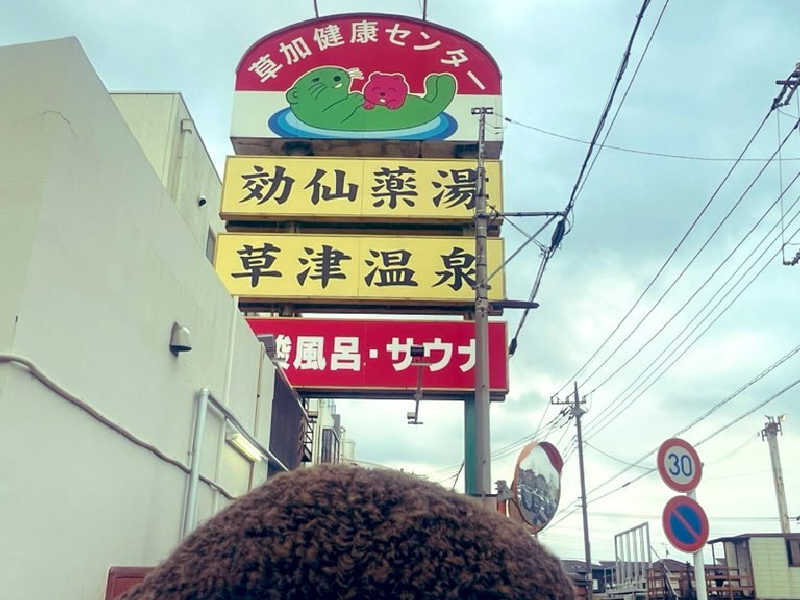 草加健康センター
効仙薬湯
草津温泉
酸風呂・サウナ
30